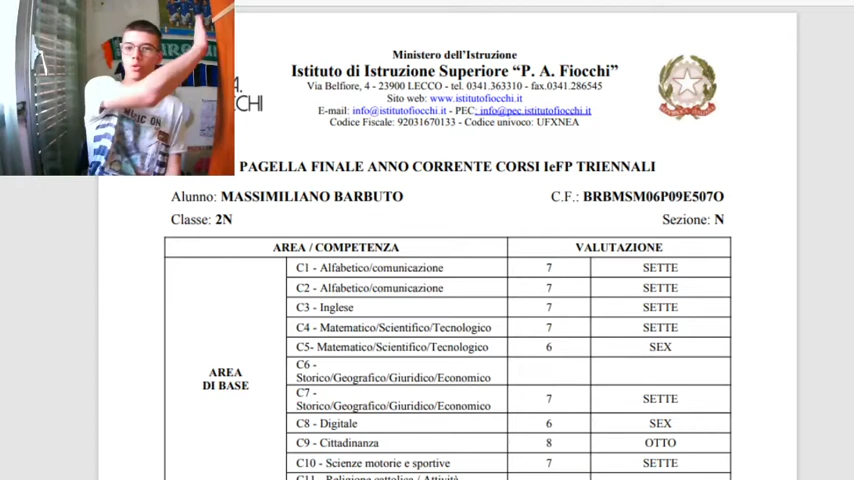 Ministero dell'Istruzione
Istituto di Istruzione Superiore “P. A. Fiocchi”
Via Belfiore, 4 - 23900 LECCO - tel. 0341.363310 - fax.0341.286545
Sito web: www.istitutofiocchi.it
E-mail: info@istitutofiocchi.it - PEC: info@pec.istitutofiocchi.it
Codice Fiscale: 92031670133 - Codice univoco: UFXNEA
PAGELLA FINALE ANNO CORRENTE CORSI IeFP TRIENNALI
Alunno: MASSIMILIANO BARBUTO C.F.: BRBMSM06P09E507O
Classe: 2N Sezione: N
AREA / COMPETENZA VALUTAZIONE
AREA
DI BASE
C1 - Alfabetico/comunicazione 7 SETTE
C2 - Alfabetico/comunicazione 7 SETTE
C3 - Inglese 7 SETTE
C4 - Matematico/Scientifico/Tecnologico 7 SETTE
C5- Matematico/Scientifico/Tecnologico 6 SEX
C6 -
Storico/Geografico/Giuridico/Economico
C7 -
Storico/Geografico/Giuridico/Economico 7 SETTE
C8 - Digitale 6 SEX
C9 - Cittadinanza 8 OTTO
C10 - Scienze motorie e sportive 7 SETTE
C11 - Religione cattolica / Attività